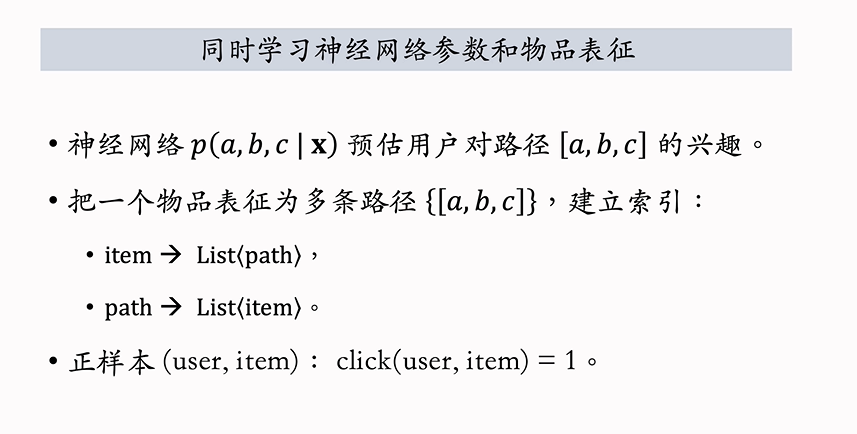 同时学习神经网络参数和物品表征
• 神经网络 p(a, b, c | x) 预估用户对路径 [a, b, c] 的兴趣。
• 把一个物品表征为多条路径 {[a, b, c]}，建立索引：
• item → List⟨path⟩，
• path → List⟨item⟩。
• 正样本 (user, item)： click(user, item) = 1。